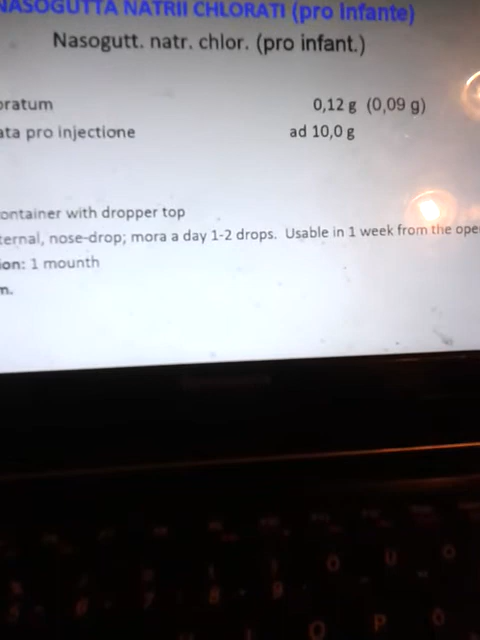 NASOGUTTA NATRII CHLORATI (pro Infante)
Nasogutt. natr. chlor. (pro infant.)
oratum 0,12 g (0,09 g)
ata pro injectione ad 10,0 g
ontainer with dropper top
ternal, nose-drop; mora a day 1-2 drops. Usable in 1 week from the ope
ion: 1 mounth
m.
Ö Ü Ó
O P Ő